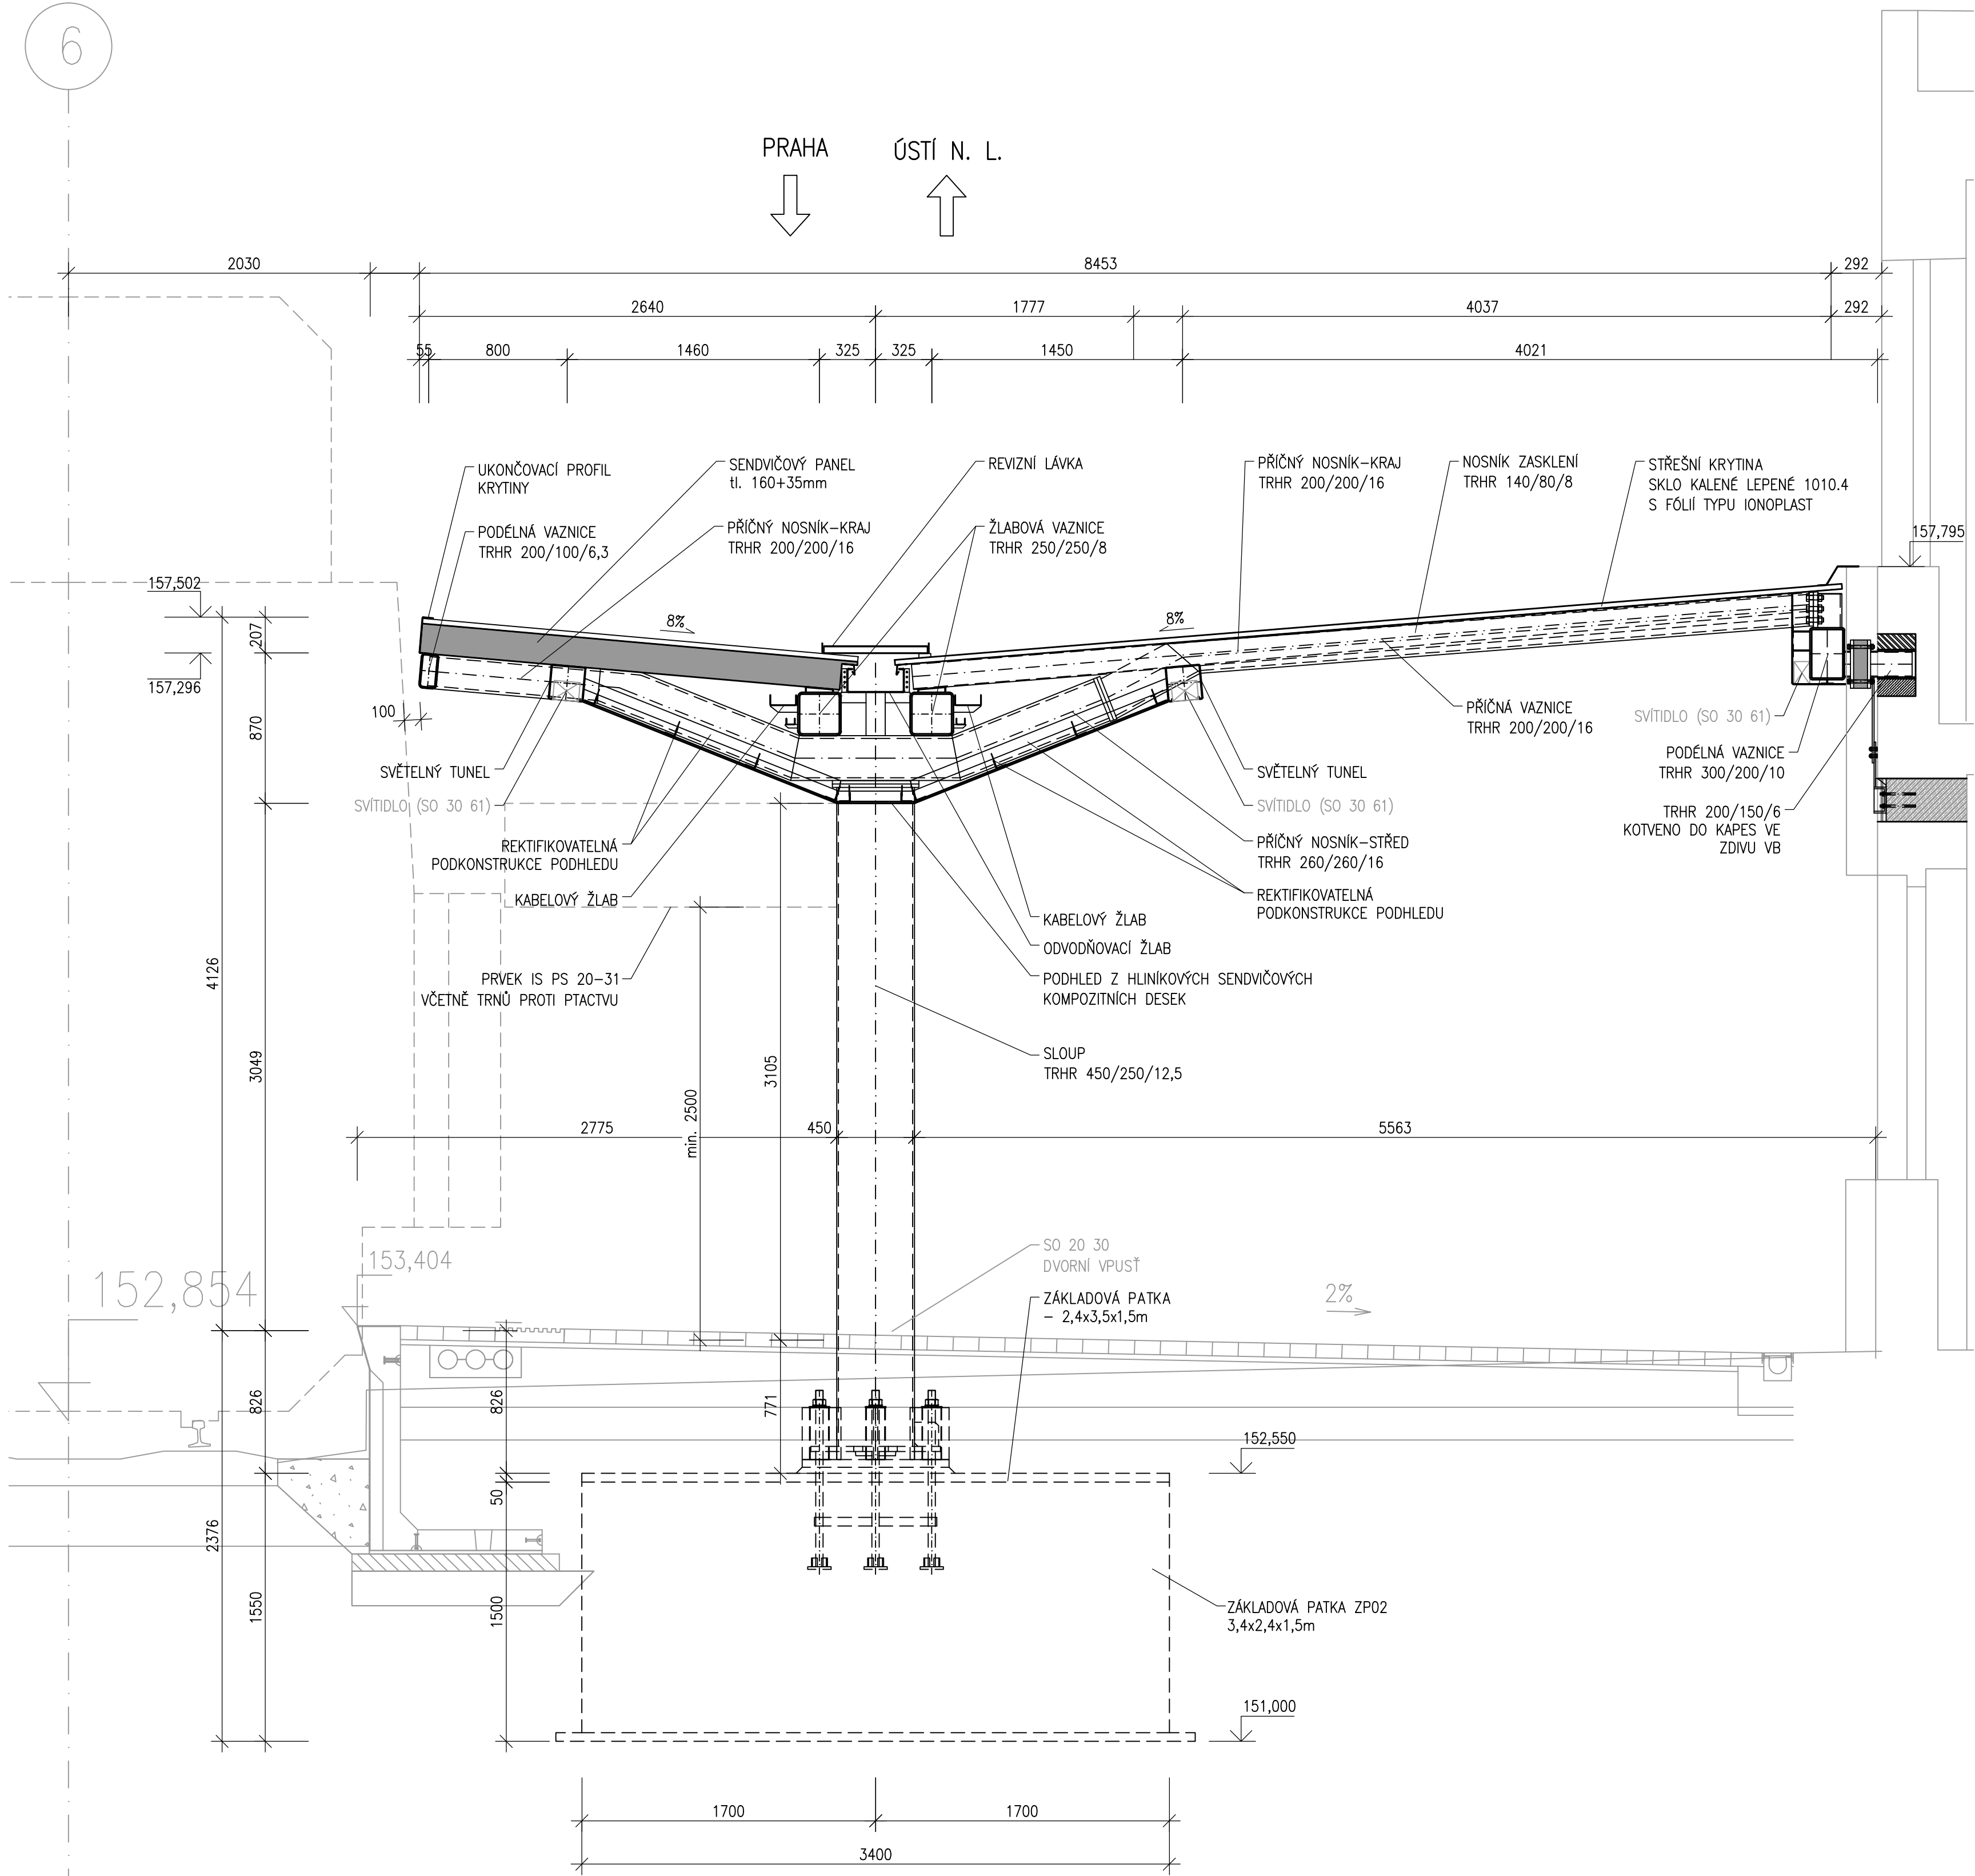 6
PRAHA
ÚSTÍ N. L.
2030
8453
292
2640
1777
4037
292
55
800
1460
325
325
1450
4021
UKONČOVACÍ PROFIL
KRYTINY
SENDVIČOVÝ PANEL
tl. 160+35mm
REVIZNÍ LÁVKA
PŘÍČNÝ NOSNÍK-KRAJ
TRHR 200/200/16
NOSNÍK ZASKLENÍ
TRHR 140/80/8
STŘEŠNÍ KRYTINA
SKLO KALENÉ LEPENÉ 1010.4
S FÓLIÍ TYPU IONOPLAST
PODÉLNÁ VAZNICE
TRHR 200/100/6,3
PŘÍČNÝ NOSNÍK-KRAJ
TRHR 200/200/16
ŽLABOVÁ VAZNICE
TRHR 250/250/8
157,795
157,502
207
8%
8%
157,296
100
870
PŘÍČNÁ VAZNICE
TRHR 200/200/16
SVÍTIDLO (SO 30 61)
PODÉLNÁ VAZNICE
TRHR 300/200/10
TRHR 200/150/6
KOTVENO DO KAPES VE
ZDIVU VB
SVĚTELNÝ TUNEL
SVÍTIDLO (SO 30 61)
SVĚTELNÝ TUNEL
SVÍTIDLO (SO 30 61)
REKTIFIKOVATELNÁ
PODKONSTRUKCE PODHLEDU
PŘÍČNÝ NOSNÍK-STŘED
TRHR 260/260/16
KABELOVÝ ŽLAB
REKTIFIKOVATELNÁ
PODKONSTRUKCE PODHLEDU
KABELOVÝ ŽLAB
ODVODŇOVACÍ ŽLAB
PRVEK IS PS 20-31
VČETNĚ TRNŮ PROTI PTACTVU
PODHLED Z HLINÍKOVÝCH SENDVIČOVÝCH
KOMPOZITNÍCH DESEK
4126
3049
3105
min. 2500
SLOUP
TRHR 450/250/12,5
2775
450
5563
153,404
152,854
SO 20 30
DVORNÍ VPUSŤ
2%
ZÁKLADOVÁ PATKA
- 2,4x3,5x1,5m
826
826
771
152,550
50
2376
1550
1500
ZÁKLADOVÁ PATKA ZP02
3,4x2,4x1,5m
151,000
1700
1700
3400